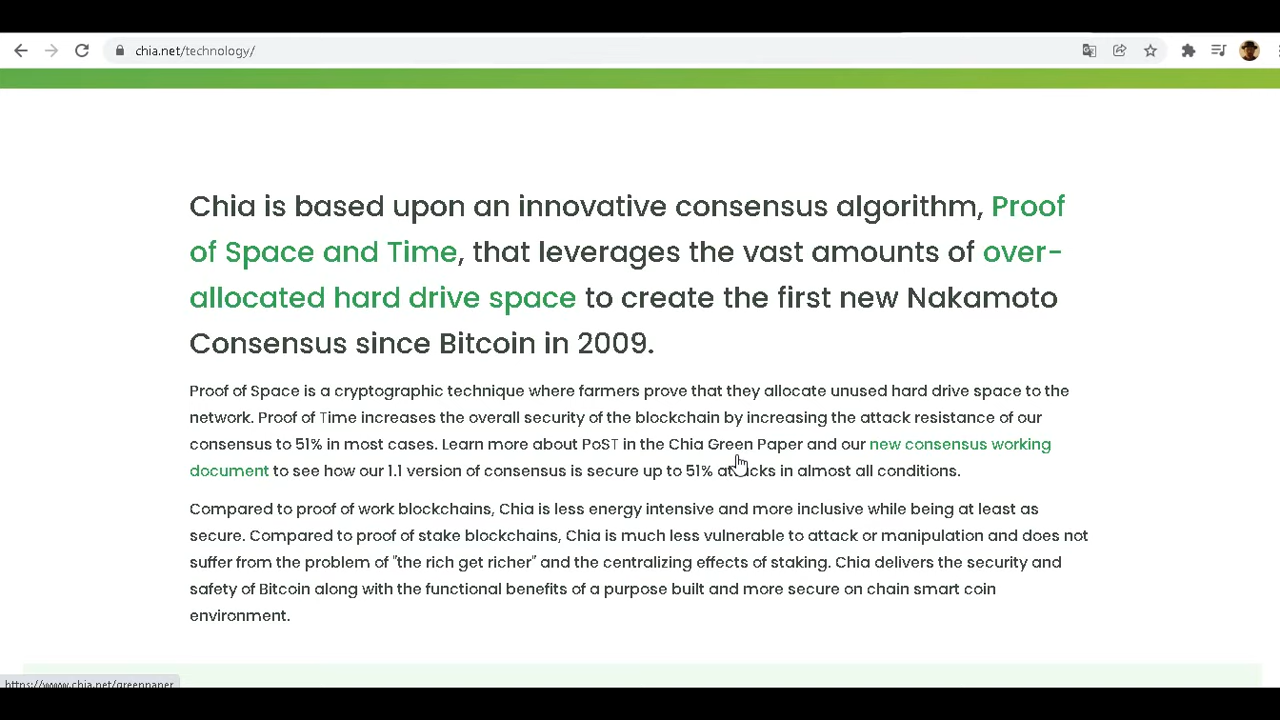 chia.net/technology/
Chia is based upon an innovative consensus algorithm, Proof
of Space and Time, that leverages the vast amounts of over-
allocated hard drive space to create the first new Nakamoto
Consensus since Bitcoin in 2009.
Proof of Space is a cryptographic technique where farmers prove that they allocate unused hard drive space to the
network. Proof of Time increases the overall security of the blockchain by increasing the attack resistance of our
consensus to 51% in most cases. Learn more about PoST in the Chia Green Paper and our new consensus working
document to see how our 1.1 version of consensus is secure up to 51% attacks in almost all conditions.
Compared to proof of work blockchains, Chia is less energy intensive and more inclusive while being at least as
secure. Compared to proof of stake blockchains, Chia is much less vulnerable to attack or manipulation and does not
suffer from the problem of "the rich get richer" and the centralizing effects of staking. Chia delivers the security and
safety of Bitcoin along with the functional benefits of a purpose built and more secure on chain smart coin
environment.
https://www.chia.net/greenpaper